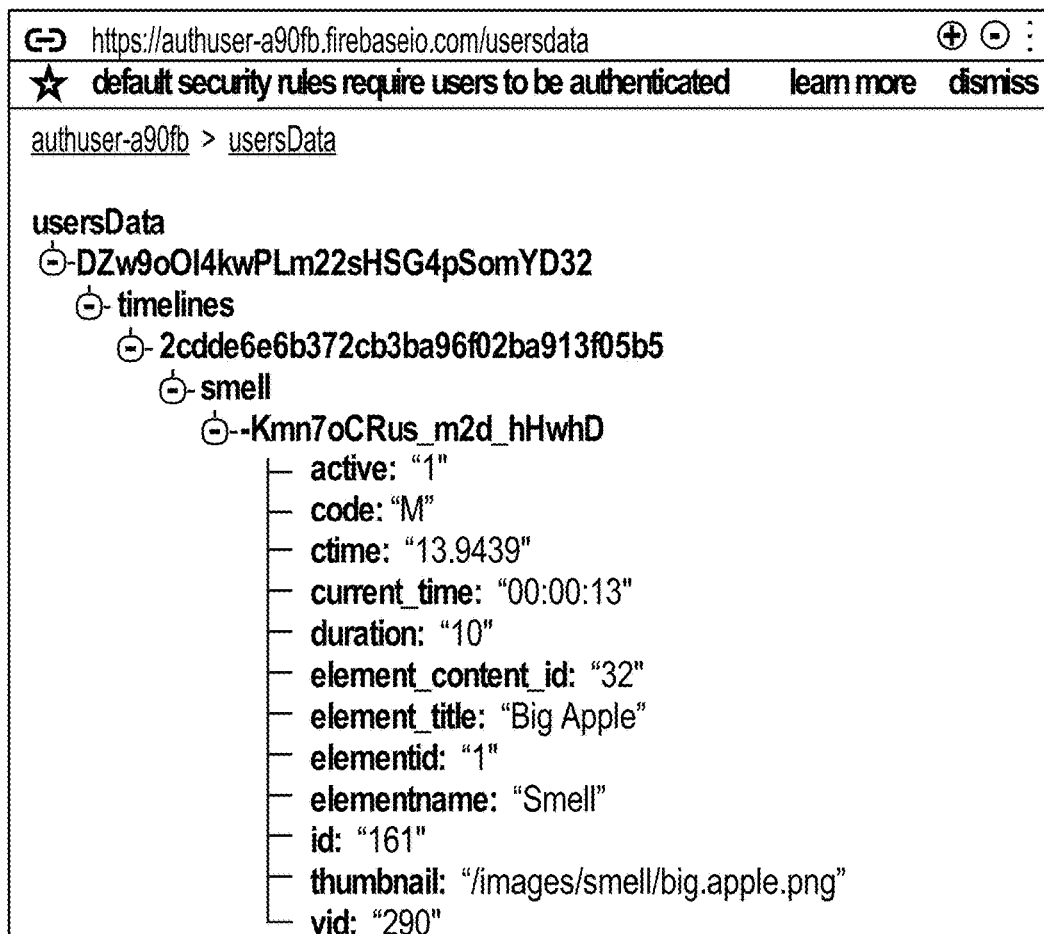 https://authuser-a90fb.firebaseio.com/usersdata
default security rules require users to be authenticated learn more dismiss
authuser-a90fb > usersData
usersData
DZw9oOI4kwPLm22sHSG4pSomYD32
timelines
2cdde6e6b372cb3ba96f02ba913f05b5
smell
-Kmn7oCRus_m2d_hHwhD
active: “1"
code: “M”
ctime: “13.9439"
current_time: “00:00:13"
duration: “10"
element_content_id: “32"
element_title: “Big Apple”
elementid: “1"
elementname: “Smell”
id: “161"
thumbnail: “/images/smell/big.apple.png”
vid: “290"